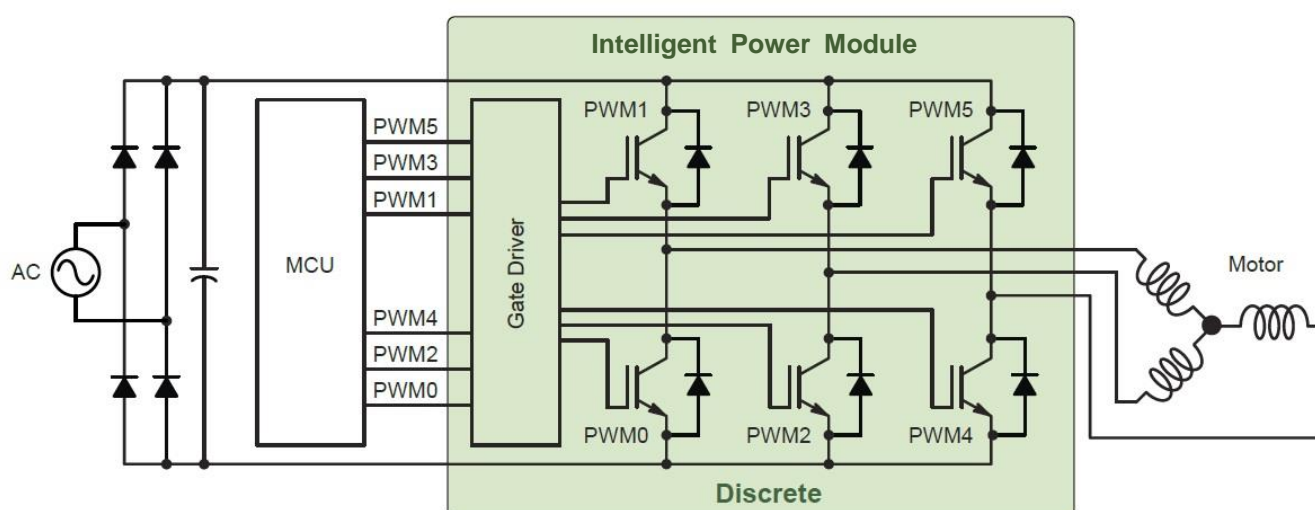 Intelligent Power Module
PWM1
PWM3
PWM5
PWM5
PWM3
PWM1
MCU
Gate Driver
AC
Motor
PWM4
PWM2
PWM0
PWM0
PWM2
PWM4
Discrete